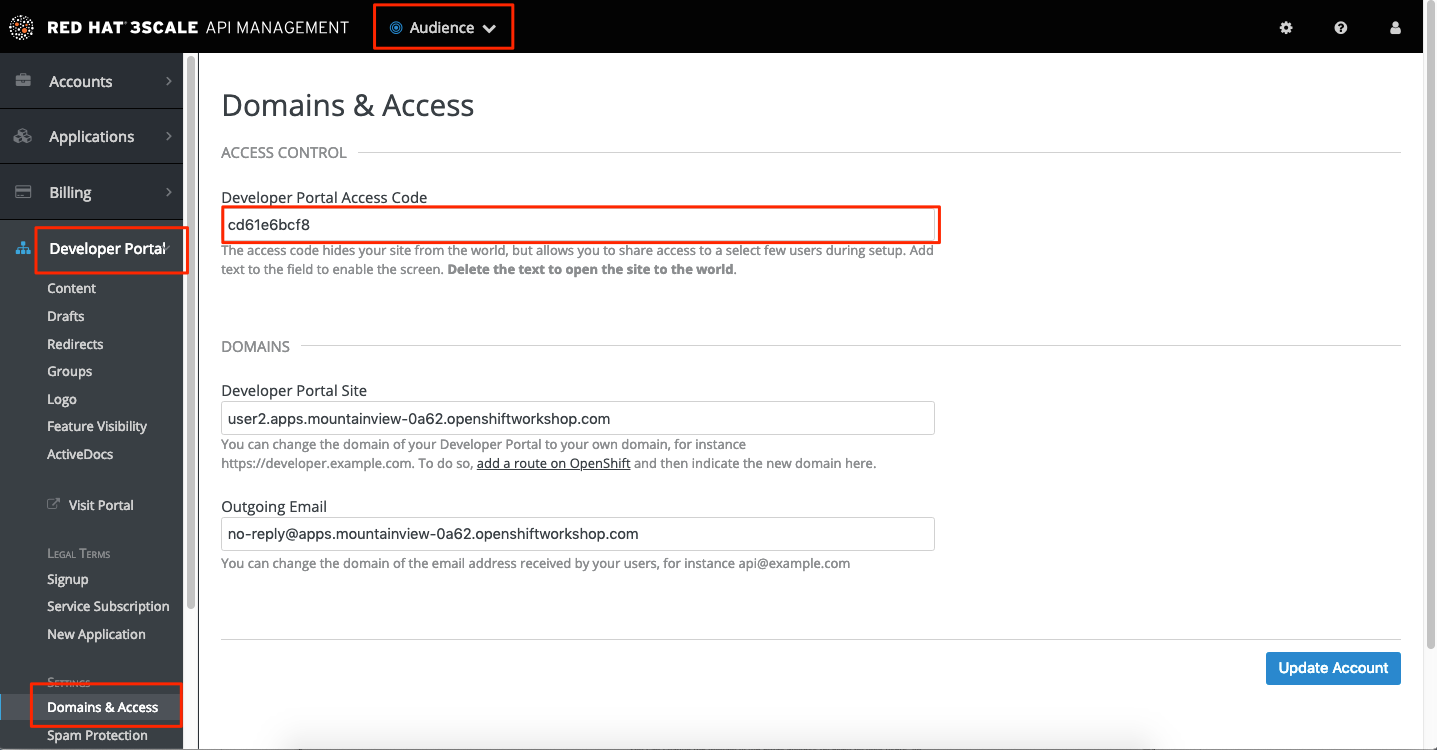 RED HAT 3SCALE API MANAGEMENT
Audience
Accounts
Applications
Billing
Developer Portal
Content
Drafts
Redirects
Groups
Logo
Feature Visibility
ActiveDocs
Visit Portal
Legal Terms
Signup
Service Subscription
New Application
Settings
Domains & Access
Spam Protection
Domains & Access
ACCESS CONTROL
Developer Portal Access Code
cd61e6bcf8
The access code hides your site from the world, but allows you to share access to a select few users during setup. Add
text to the field to enable the screen. Delete the text to open the site to the world.
DOMAINS
Developer Portal Site
user2.apps.mountainview-0a62.openshiftworkshop.com
You can change the domain of your Developer Portal to your own domain, for instance
https://developer.example.com. To do so, add a route on OpenShift and then indicate the new domain here.
Outgoing Email
no-reply@apps.mountainview-0a62.openshiftworkshop.com
You can change the domain of the email address received by your users, for instance api@example.com
Update Account